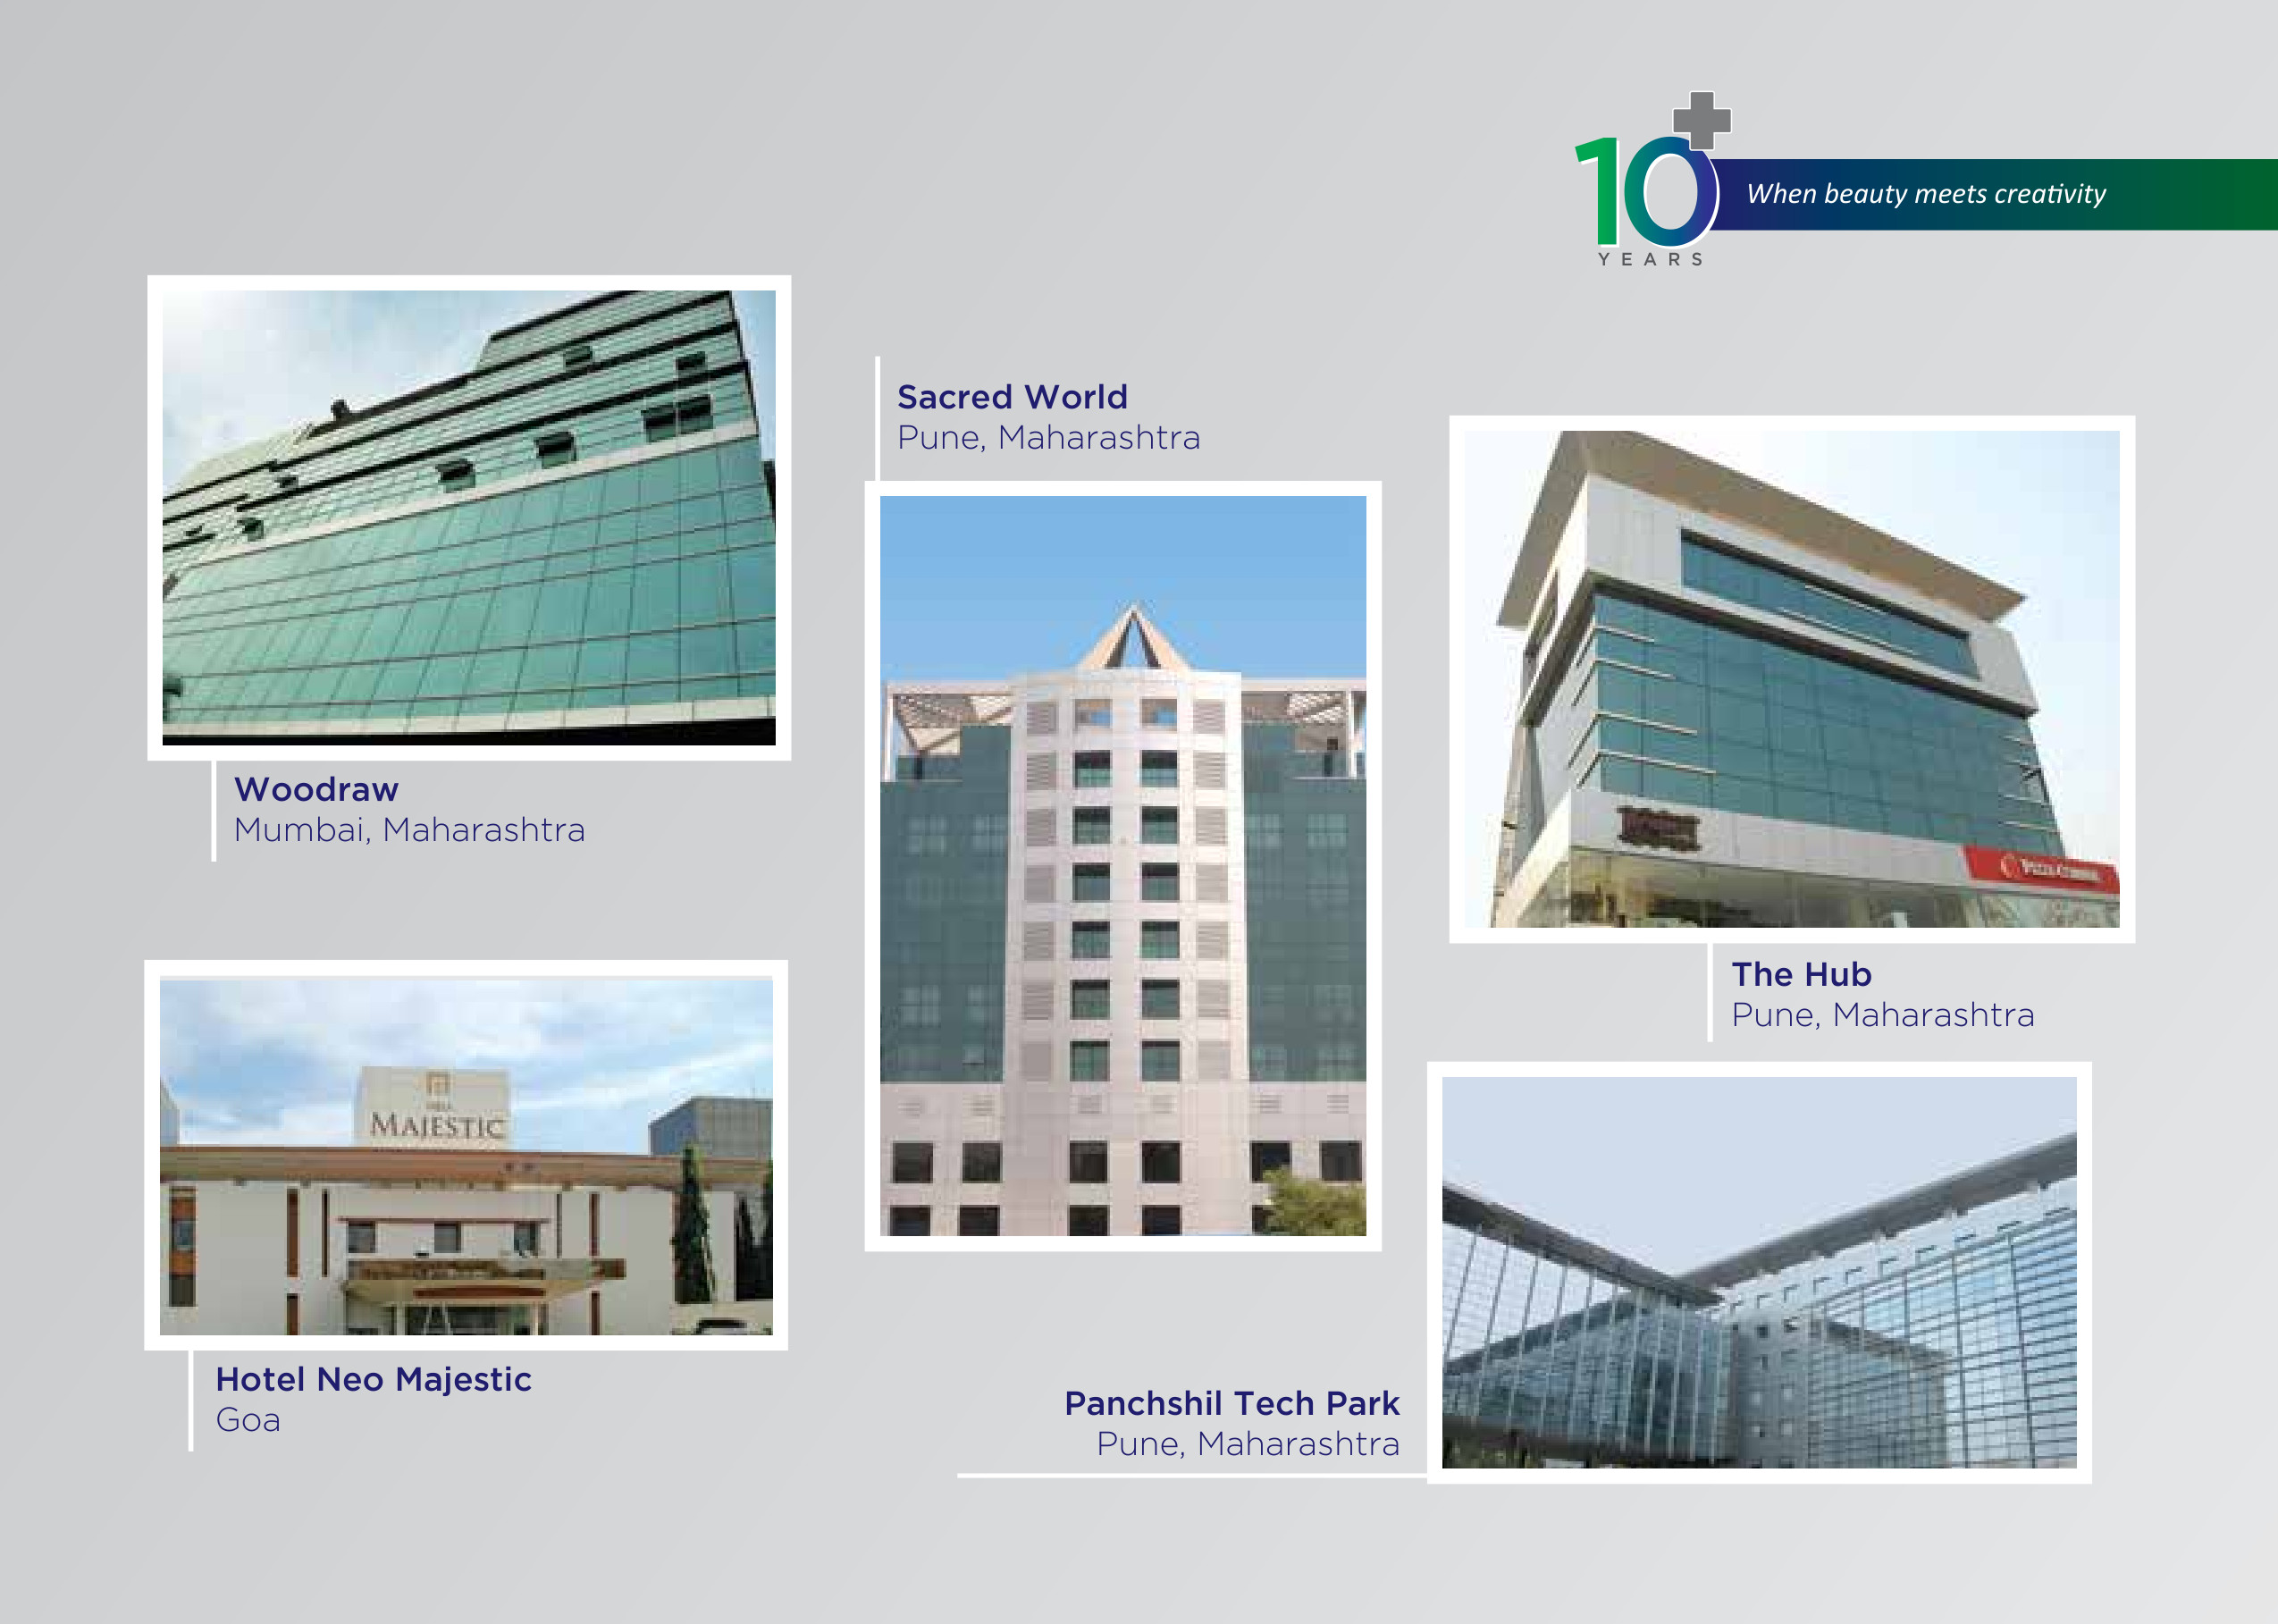 10+
YEARS
When beauty meets creativity
Woodraw
Mumbai, Maharashtra
Sacred World
Pune, Maharashtra
The Hub
Pune, Maharashtra
MAJESTIC
Hotel Neo Majestic
Goa
Panchshil Tech Park
Pune, Maharashtra